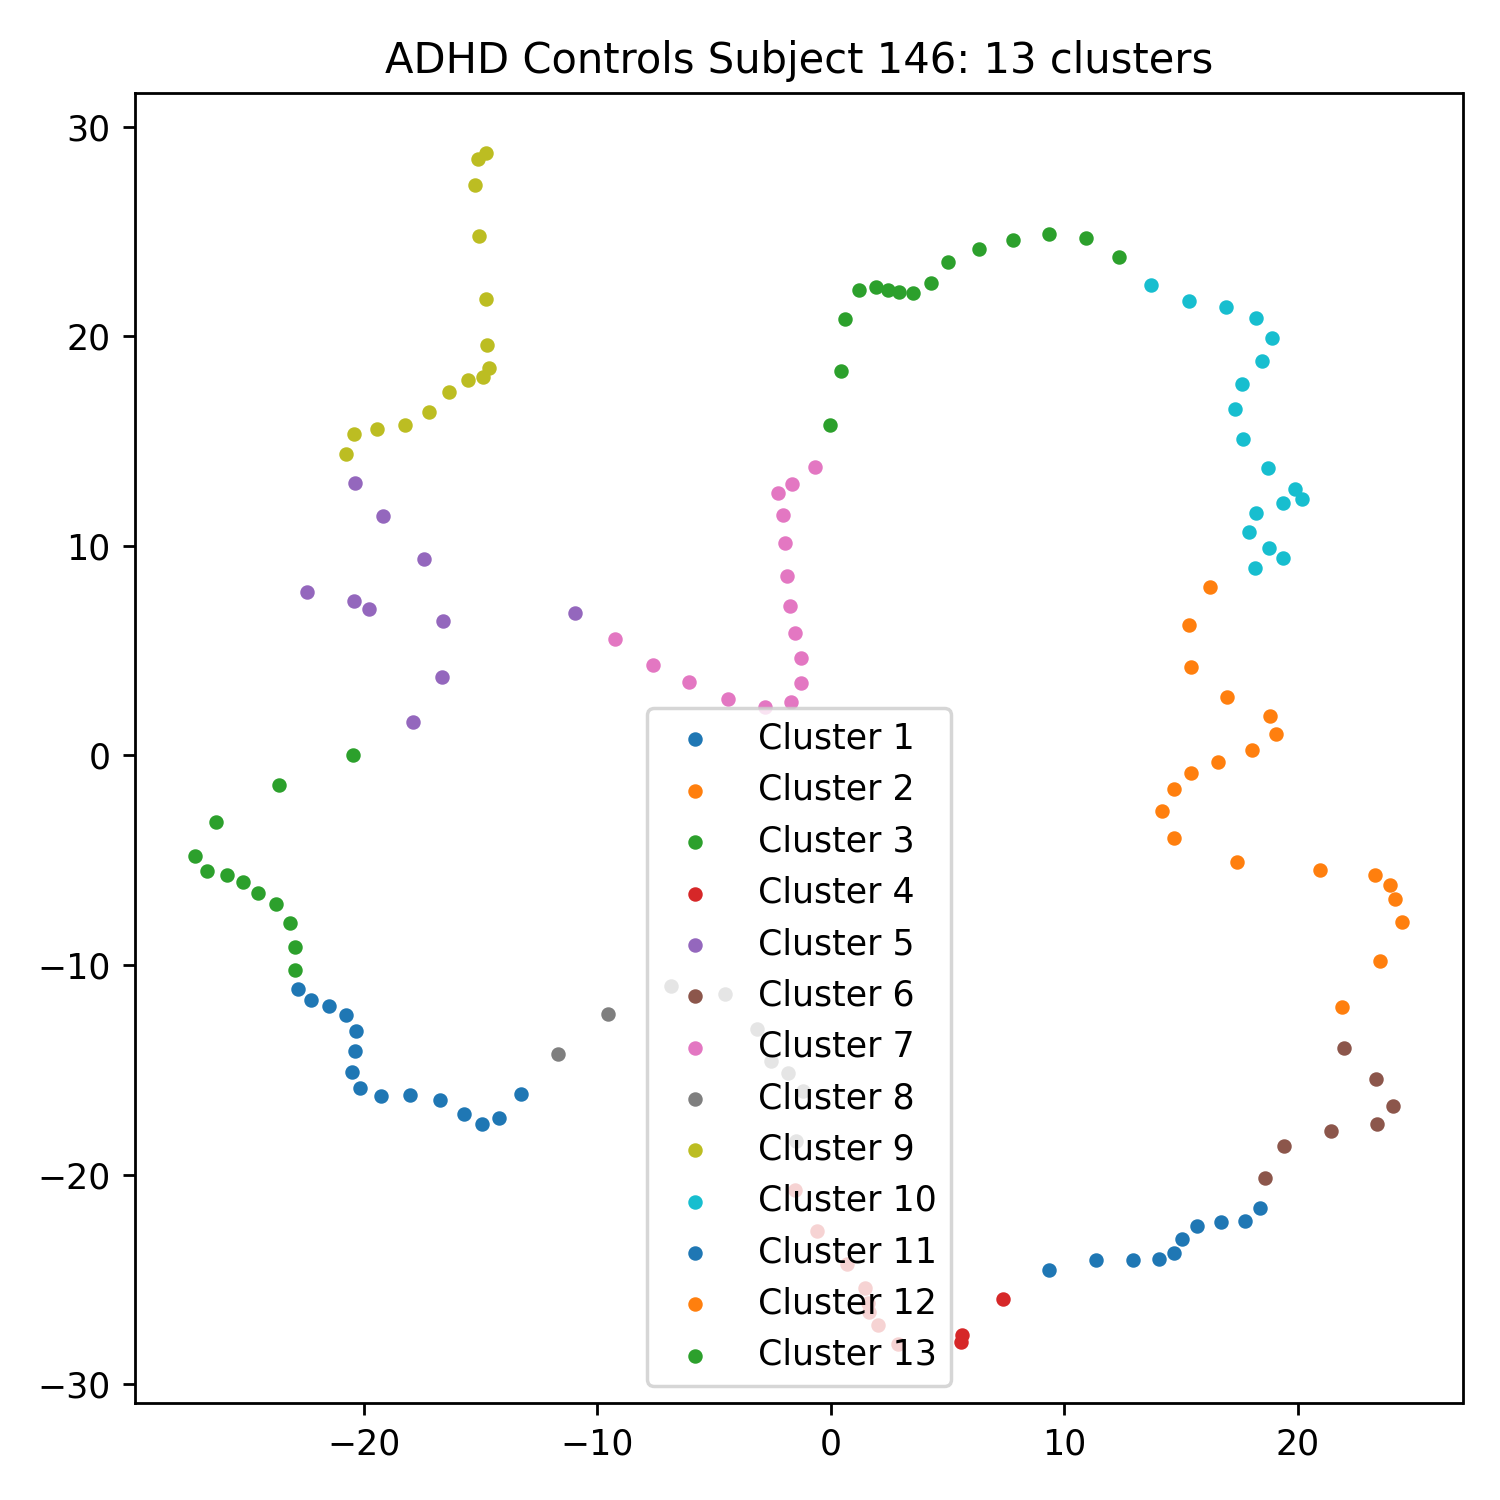 ADHD Controls Subject 146: 13 clusters
30
20
10
0
−10
−20
−30
Cluster 1
Cluster 2
Cluster 3
Cluster 4
Cluster 5
Cluster 6
Cluster 7
Cluster 8
Cluster 9
Cluster 10
Cluster 11
Cluster 12
Cluster 13
−20 −10 0 10 20